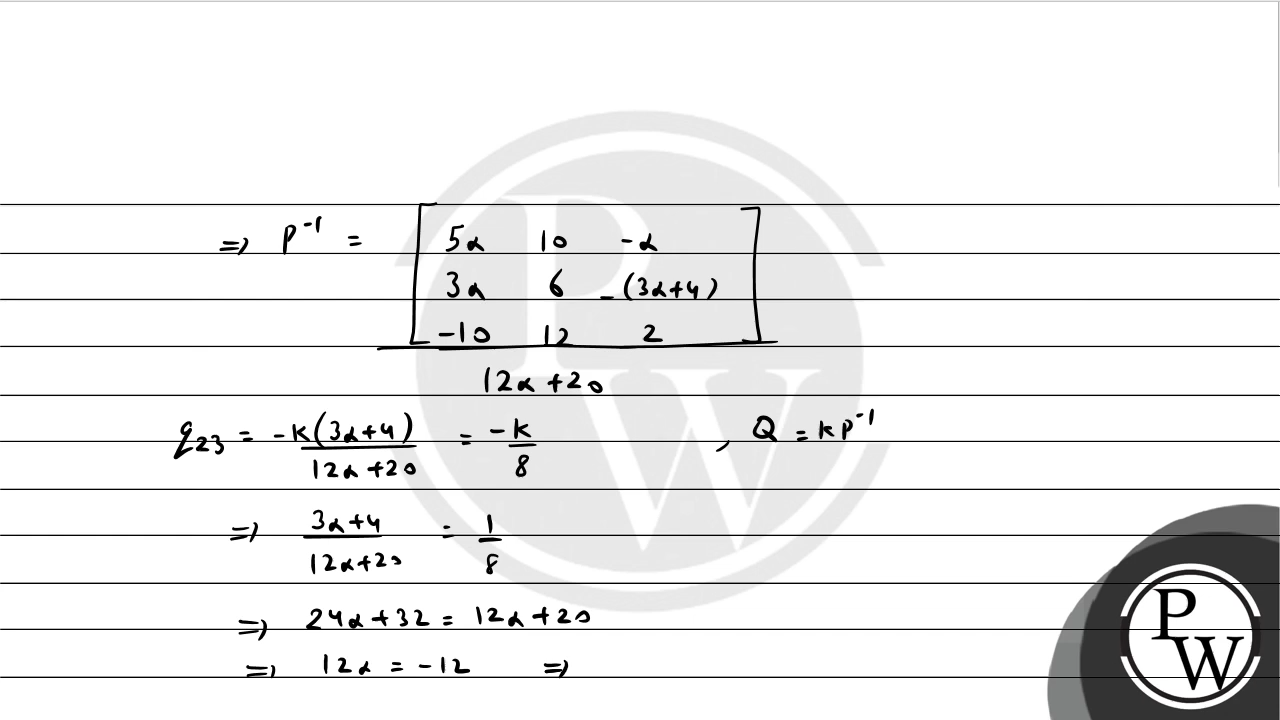 ⇒ P⁻¹ = [ 5α 10 -α
3α 6 -(3α+4)
-10 12 2 ]
12α+20
q₂₃ = -k(3α+4) / 12α+20 = -k / 8 , Q = kP⁻¹
⇒ 3α+4 / 12α+20 = 1 / 8
⇒ 24α+32 = 12α+20
⇒ 12α = -12 ⇒
P
W
P
W